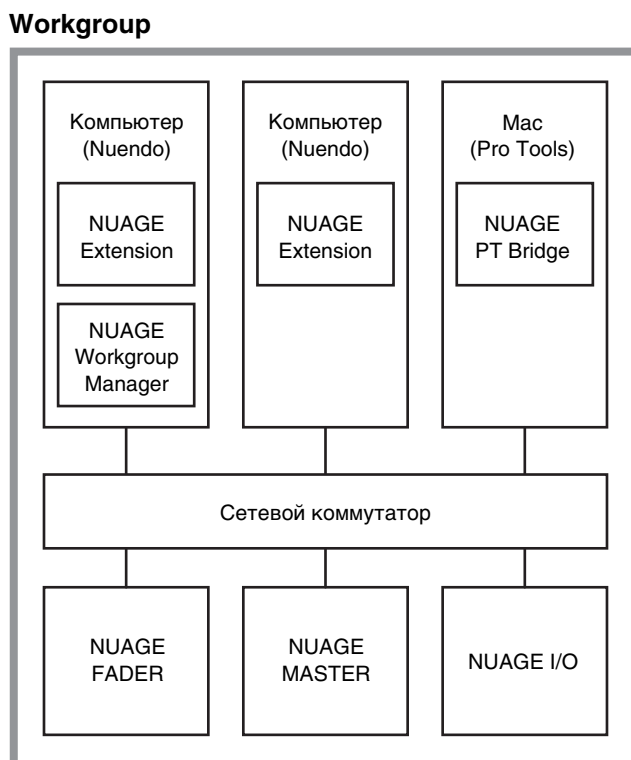 Workgroup
Компьютер
(Nuendo)
NUAGE
Extension
NUAGE
Workgroup
Manager
Компьютер
(Nuendo)
NUAGE
Extension
Mac
(Pro Tools)
NUAGE
PT Bridge
Сетевой коммутатор
NUAGE
FADER
NUAGE
MASTER
NUAGE I/O